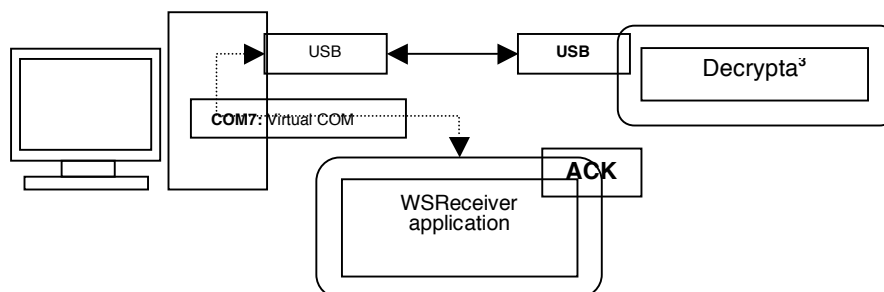 USB
USB
Decrypta³
COM7: Virtual COM
ACK
WSReceiver
application